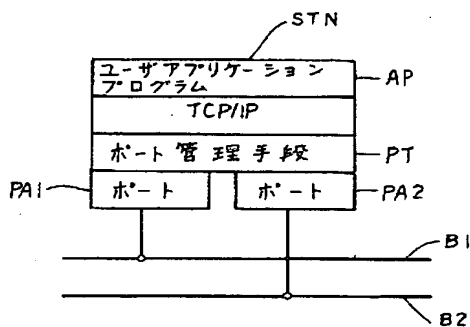 STN
ユーザアプリケーション
プログラム
AP
TCP/IP
ポート管理手段
PT
PA1
ポート
ポート
PA2
B1
B2